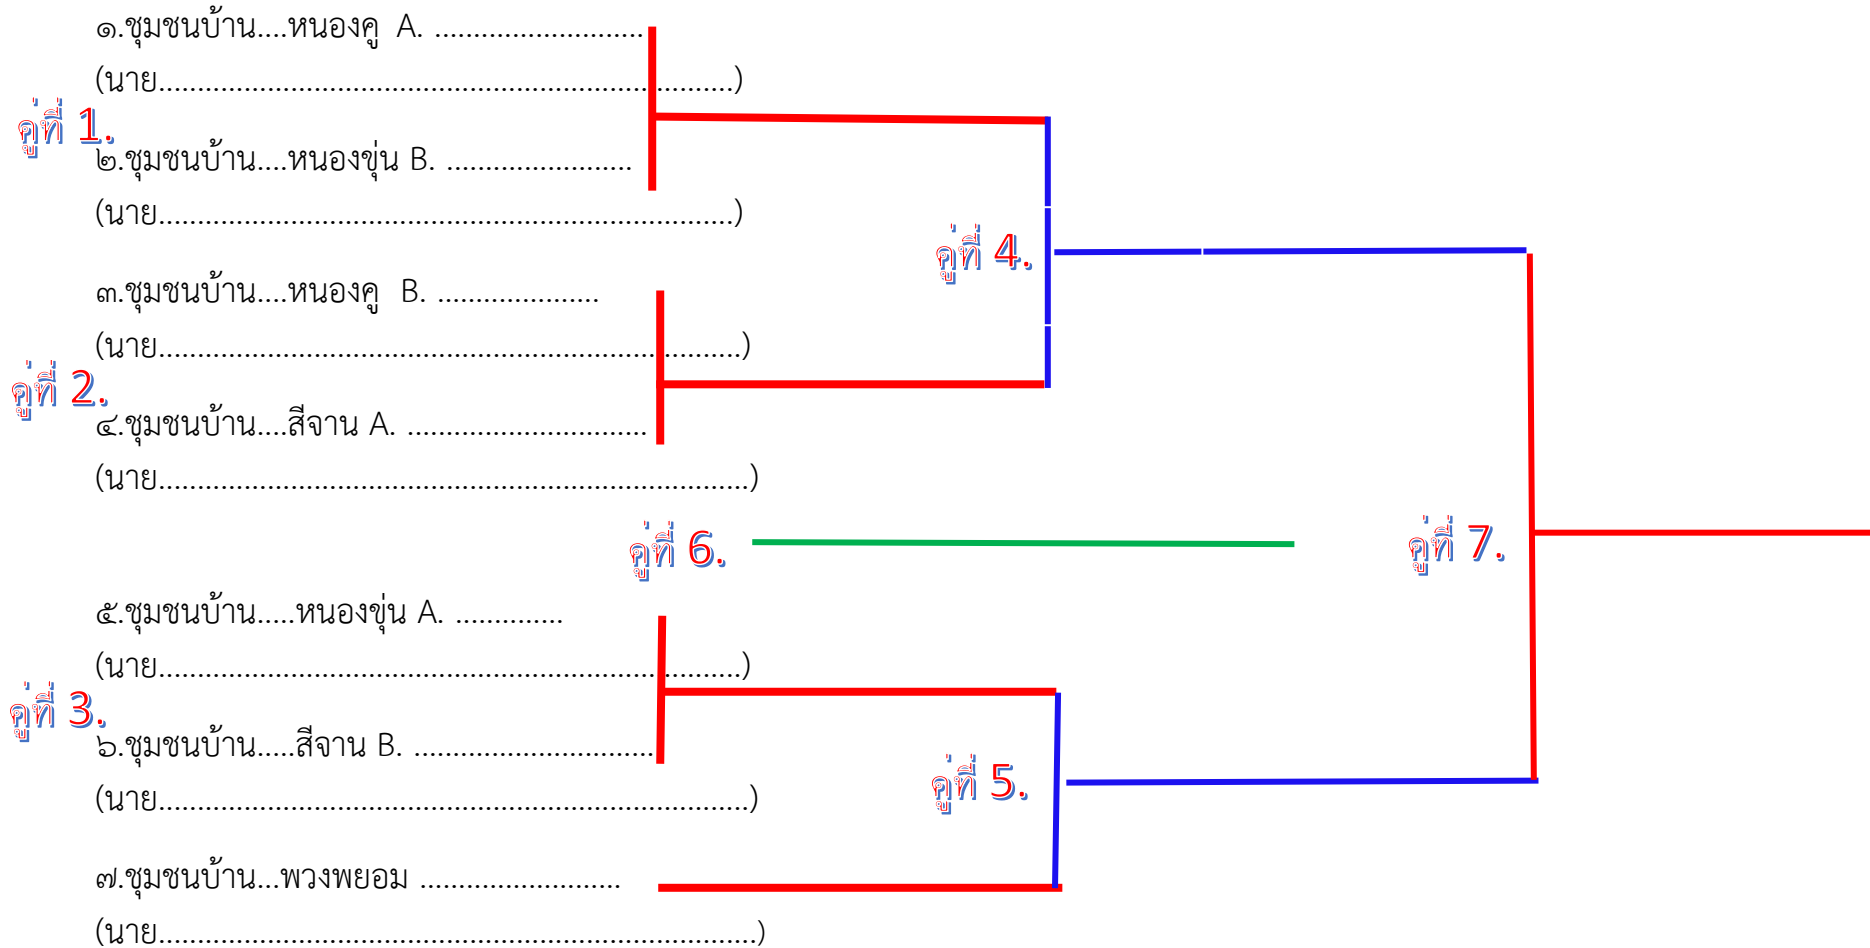 ๑.ชุมชนบ้าน....หนองคู A. ...........................
(นาย..........................................................................)
คู่ที่ 1.
๒.ชุมชนบ้าน....หนองขุ่น B. ........................
(นาย..........................................................................)
คู่ที่ 4.
๓.ชุมชนบ้าน....หนองคู B. .....................
(นาย...........................................................................)
คู่ที่ 2.
๔.ชุมชนบ้าน....สีจาน A. ...............................
(นาย............................................................................)
คู่ที่ 6.
คู่ที่ 7.
๕.ชุมชนบ้าน.....หนองขุ่น A. ..............
(นาย...........................................................................)
คู่ที่ 3.
๖.ชุมชนบ้าน.....สีจาน B. ...............................
(นาย............................................................................)
คู่ที่ 5.
๗.ชุมชนบ้าน...พวงพยอม ..........................
(นาย.............................................................................)